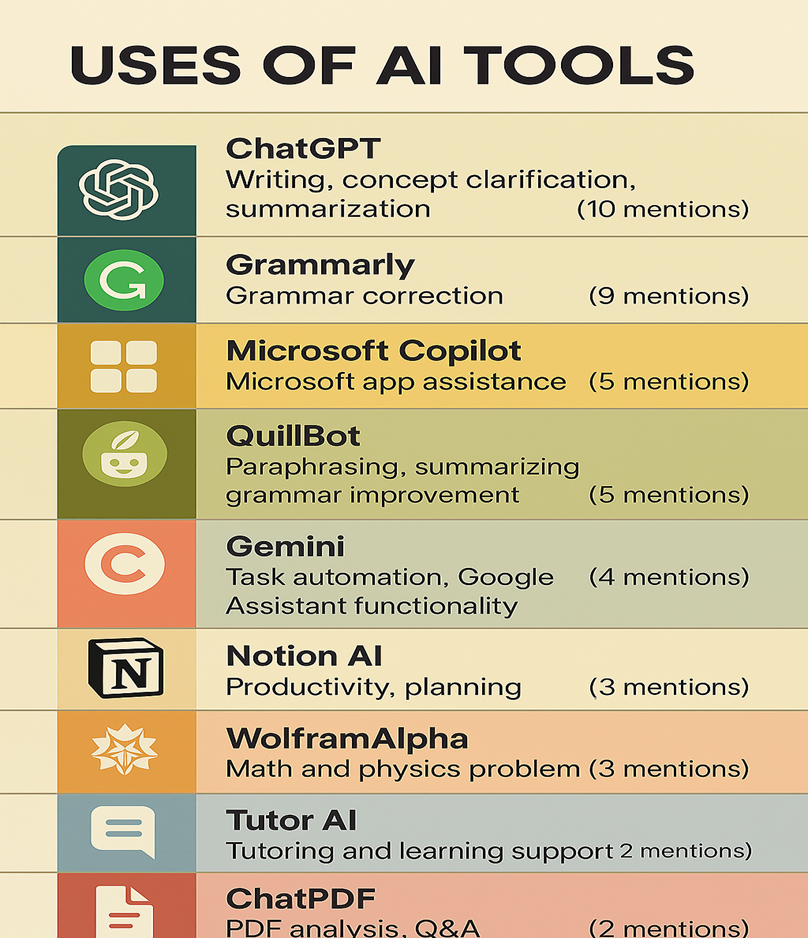 USES OF AI TOOLS
ChatGPT
Writing, concept clarification,
summarization (10 mentions)
G
Grammarly
Grammar correction (9 mentions)
Microsoft Copilot
Microsoft app assistance (5 mentions)
QuillBot
Paraphrasing, summarizing
grammar improvement (5 mentions)
C
Gemini
Task automation, Google (4 mentions)
Assistant functionality
N
Notion AI
Productivity, planning (3 mentions)
WolframAlpha
Math and physics problem (3 mentions)
Tutor AI
Tutoring and learning support 2 mentions)
ChatPDF
PDF analysis, Q&A (2 mentions)